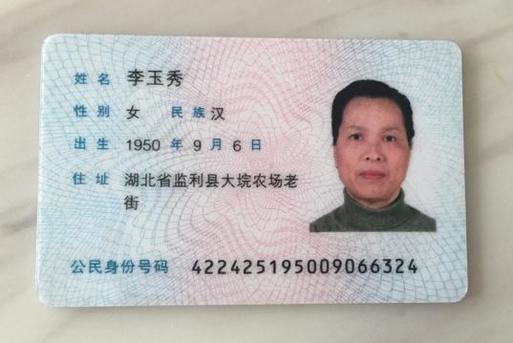 姓名 李玉秀
性别 女 民族 汉
出生 1950 年 9 月 6 日
住址 湖北省监利县大垸农场老
街
公民身份号码 422425195009066324